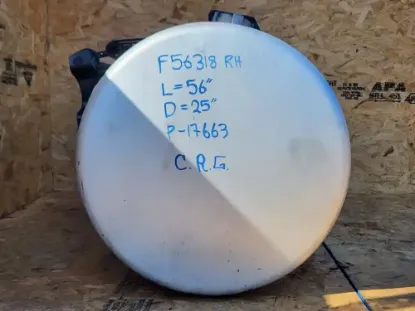 F56318 RH
L=56"
D=25"
P-17663
C.R.G.